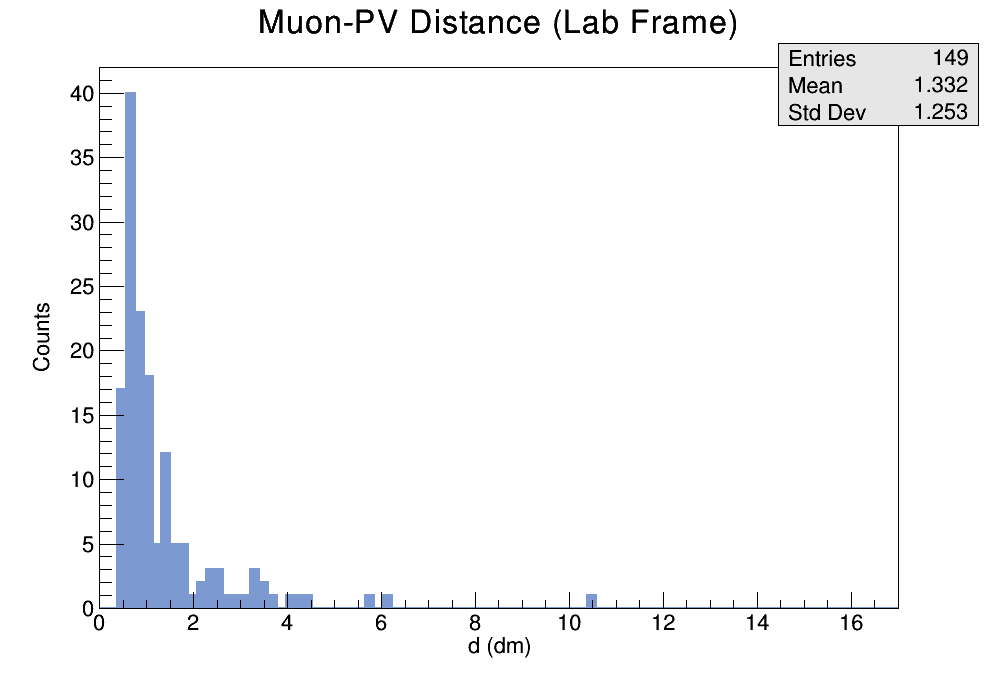 Muon-PV Distance (Lab Frame)
Entries 149
Mean 1.332
Std Dev 1.253
40
35
30
25
20
15
10
5
0
Counts
0 2 4 6 8 10 12 14 16
d (dm)